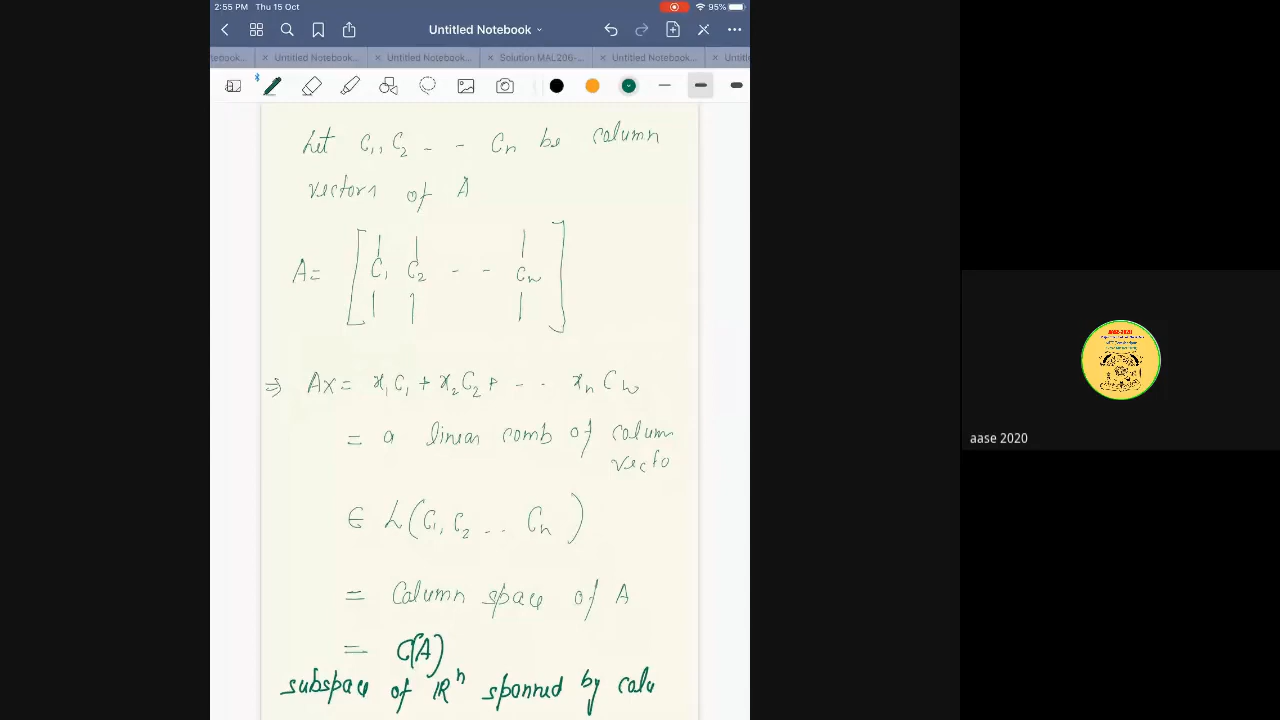 2:55 PM Thu 15 Oct
95%
Untitled Notebook
tebook...
Untitled Notebook...
Untitled Notebook...
Solution MAL206-...
Untitled Notebook...
Untitl
Let C₁, C₂ - - Cn be column
vectors of A
A = [C₁ C₂ - - Cn]
⇒ AX = x₁C₁ + x₂C₂ + - - xnCn
= a linear comb of column
vecto
∈ L(C₁, C₂ - - Cn)
= Column space of A
= C(A)
subspace of ℝⁿ spanned by colu
aase 2020